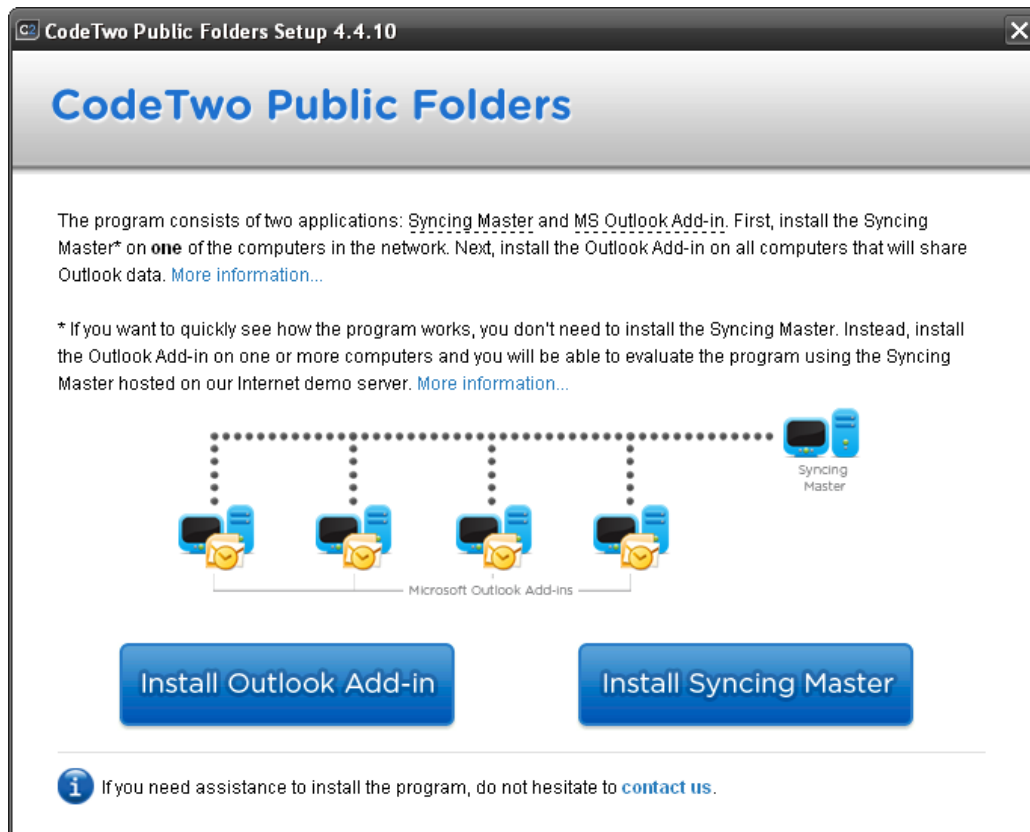 C2 CodeTwo Public Folders Setup 4.4.10
CodeTwo Public Folders
The program consists of two applications: Syncing Master and MS Outlook Add-in. First, install the Syncing
Master* on one of the computers in the network. Next, install the Outlook Add-in on all computers that will share
Outlook data. More information...
* If you want to quickly see how the program works, you don't need to install the Syncing Master. Instead, install
the Outlook Add-in on one or more computers and you will be able to evaluate the program using the Syncing
Master hosted on our Internet demo server. More information...
Syncing
Master
Microsoft Outlook Add-ins
Install Outlook Add-in
Install Syncing Master
If you need assistance to install the program, do not hesitate to contact us.